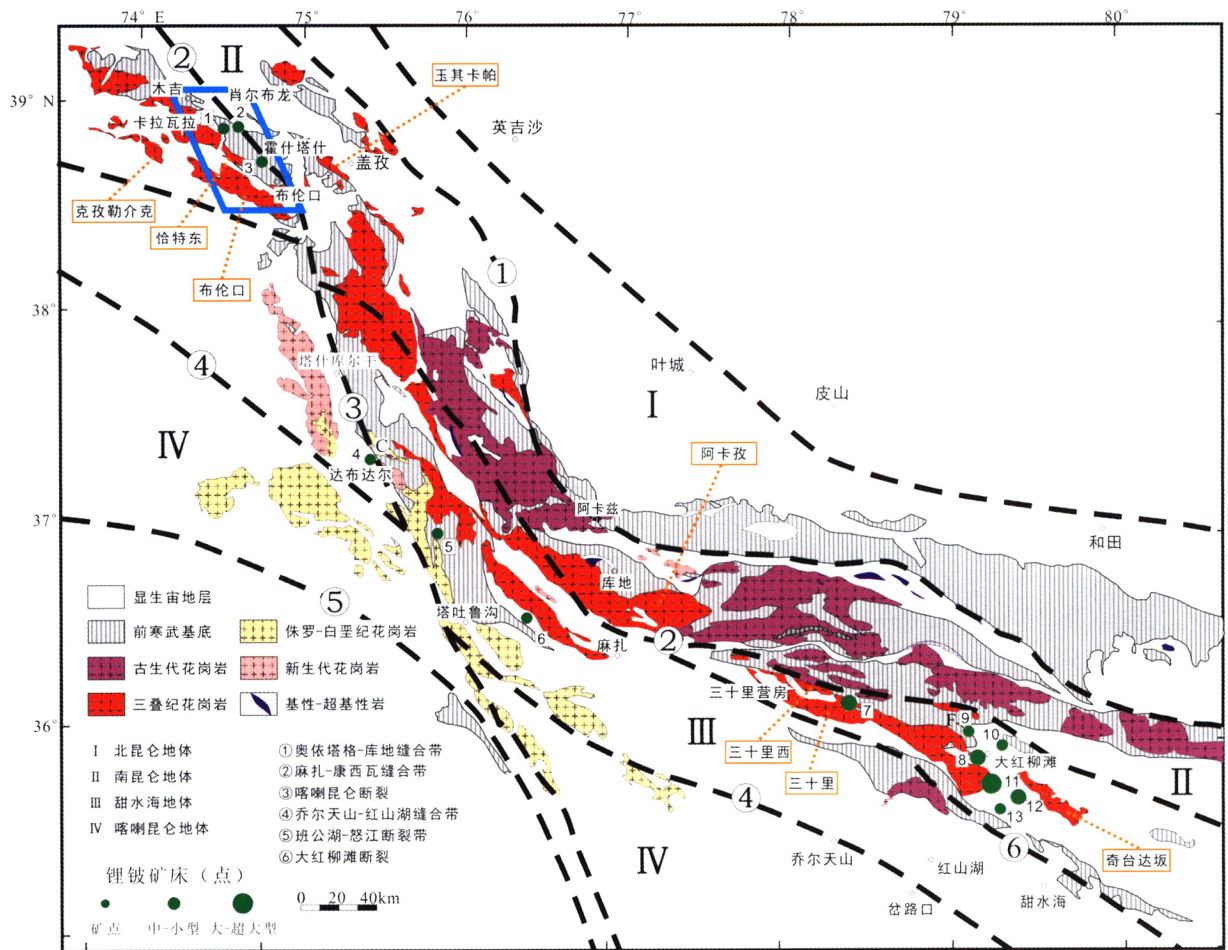 74° E
75°
76°
77°
78°
79°
80°
39° N
38°
37°
36°
②
Ⅱ
木吉
肖尔布龙
玉其卡帕
英吉沙
1
2
卡拉瓦拉
霍什塔什
盖孜
3
布伦口
克孜勒介克
恰特东
布伦口
①
④
塔什库尔干
叶城
皮山
Ⅰ
③
Ⅳ
C
4
达布达尔
阿卡孜
阿卡兹
和田
5
库地
⑤
塔吐鲁沟
6
麻扎
②
三十里营房
7
Ⅲ
F
9
10
大红柳滩
8
11
12
13
三十里西
三十里
Ⅱ
④
⑥
Ⅳ
乔尔天山
红山湖
奇台达坂
岔路口
甜水海
显生宙地层
前寒武基底
侏罗-白垩纪花岗岩
古生代花岗岩
新生代花岗岩
三叠纪花岗岩
基性-超基性岩
Ⅰ 北昆仑地体
Ⅱ 南昆仑地体
Ⅲ 甜水海地体
Ⅳ 喀喇昆仑地体
①奥依塔格-库地缝合带
②麻扎-康西瓦缝合带
③喀喇昆仑断裂
④乔尔天山-红山湖缝合带
⑤班公湖-怒江断裂带
⑥大红柳滩断裂
锂铍矿床（点）
矿点 中-小型 大-超大型
0 20 40km